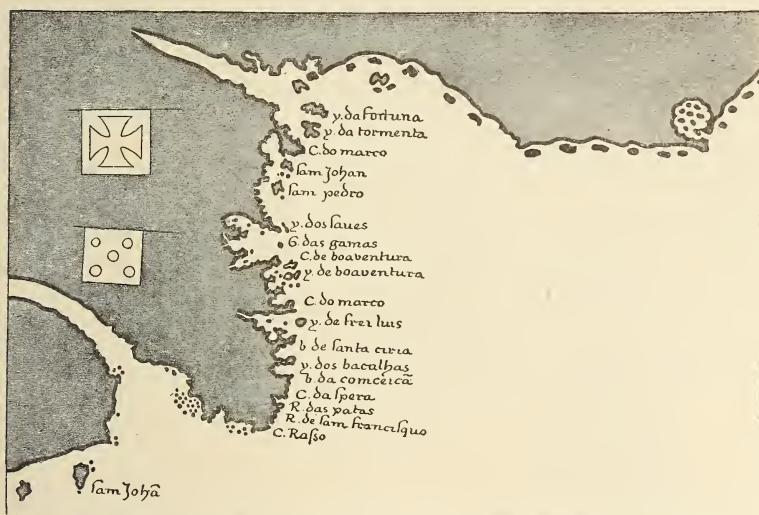 y. da fortuna
y. da tormenta
C. do marco
ſam Johan
ſam pedro
y. dos ſaues
G. das gamas
C. de boaventura
y. de boaventura
C. do marco
y. de frei luis
b de ſanta ciria
y. dos bacalhas
b. da comceicã
C. da ſpera
R. das patas
R. de ſam franciſquo
C. Raſſo
ſam Johã